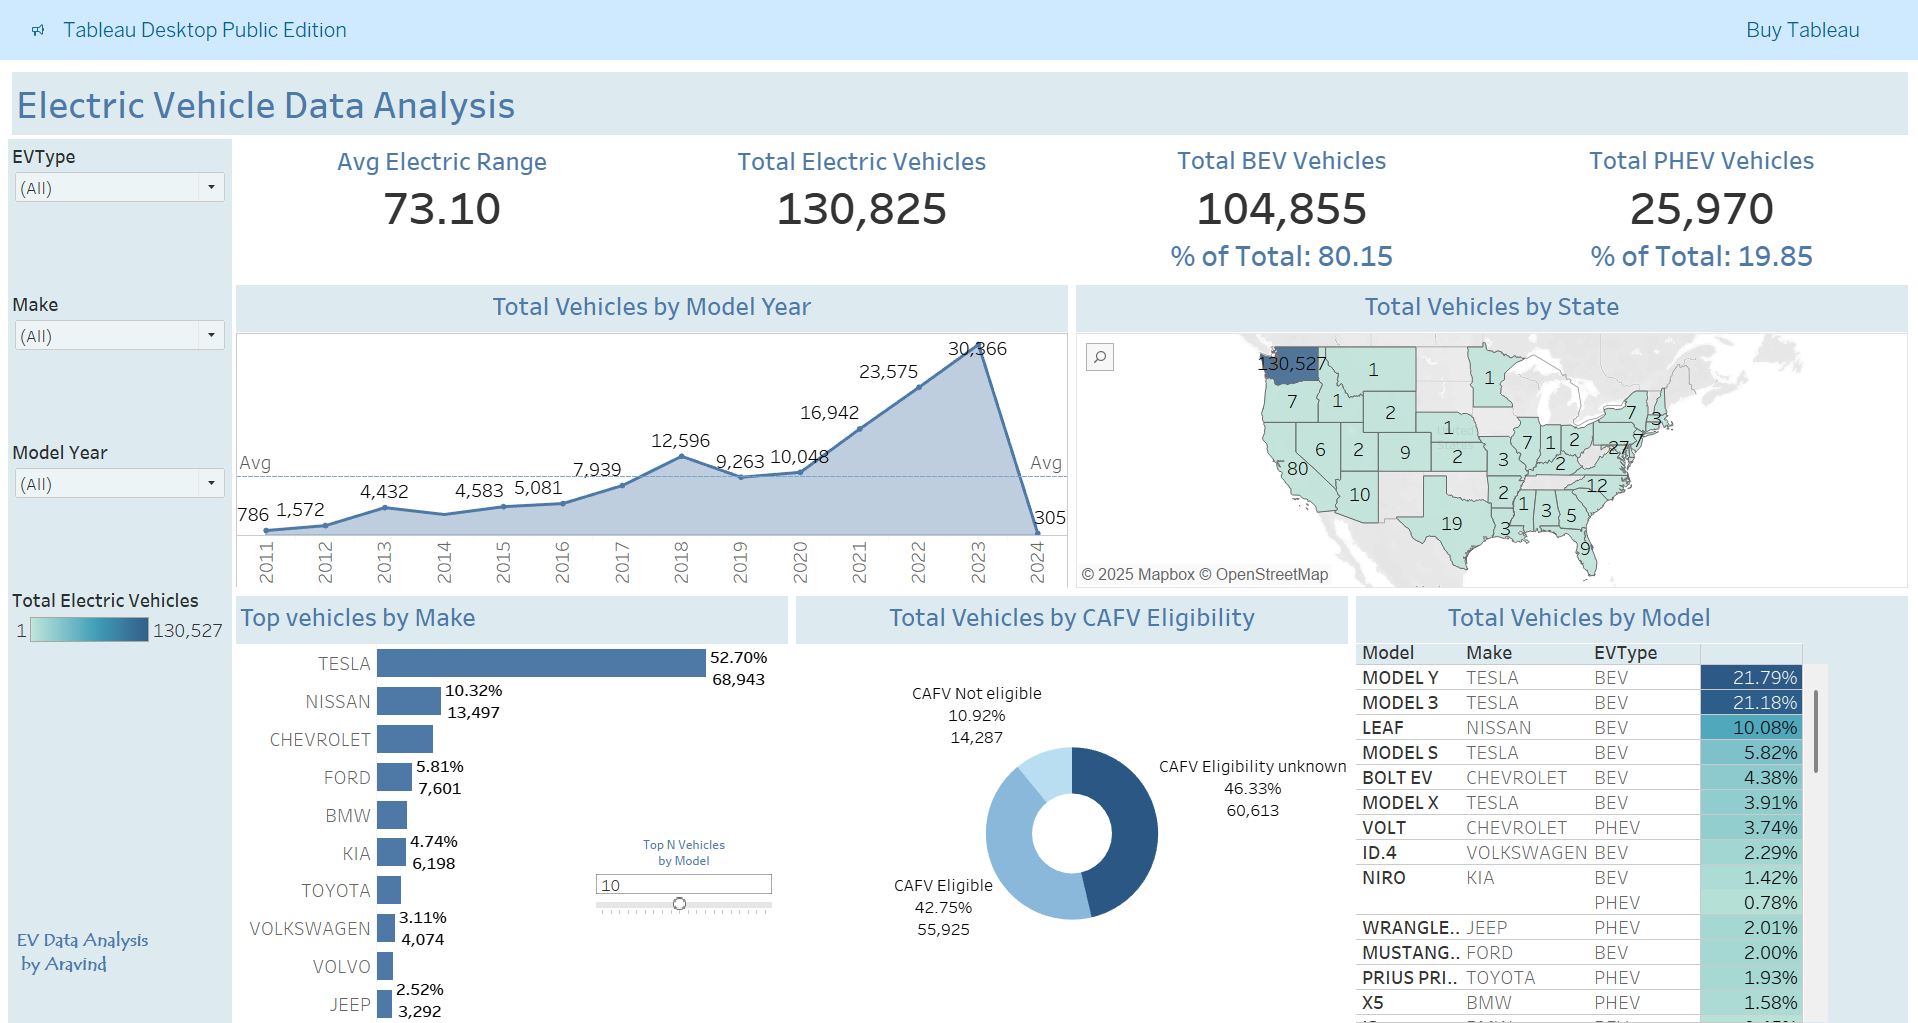 Tableau Desktop Public Edition
Buy Tableau
Electric Vehicle Data Analysis
EVType
(All)
Make
(All)
Model Year
(All)
Total Electric Vehicles
1
130,527
EV Data Analysis
by Aravind
Avg Electric Range
73.10
Total Electric Vehicles
130,825
Total BEV Vehicles
104,855
% of Total: 80.15
Total PHEV Vehicles
25,970
% of Total: 19.85
Total Vehicles by Model Year
Avg
Avg
786
1,572
4,432
4,583
5,081
7,939
12,596
9,263
10,048
16,942
23,575
30,366
305
2011
2012
2013
2014
2015
2016
2017
2018
2019
2020
2021
2022
2023
2024
Total Vehicles by State
130,527
1
1
7
1
2
7
3
1
6
2
9
2
3
7
1
2
27
7
2
80
10
2
12
19
3
1
3
5
9
© 2025 Mapbox © OpenStreetMap
Top vehicles by Make
TESLA
52.70%
68,943
NISSAN
10.32%
13,497
CHEVROLET
FORD
5.81%
7,601
BMW
KIA
4.74%
6,198
TOYOTA
VOLKSWAGEN
3.11%
4,074
VOLVO
JEEP
2.52%
3,292
Top N Vehicles
by Model
10
Total Vehicles by CAFV Eligibility
CAFV Not eligible
10.92%
14,287
CAFV Eligibility unknown
46.33%
60,613
CAFV Eligible
42.75%
55,925
Total Vehicles by Model
Model Make EVType
MODEL Y TESLA BEV 21.79%
MODEL 3 TESLA BEV 21.18%
LEAF NISSAN BEV 10.08%
MODEL S TESLA BEV 5.82%
BOLT EV CHEVROLET BEV 4.38%
MODEL X TESLA BEV 3.91%
VOLT CHEVROLET PHEV 3.74%
ID.4 VOLKSWAGEN BEV 2.29%
NIRO KIA BEV 1.42%
PHEV 0.78%
WRANGLE.. JEEP PHEV 2.01%
MUSTANG.. FORD BEV 2.00%
PRIUS PRI.. TOYOTA PHEV 1.93%
X5 BMW PHEV 1.58%